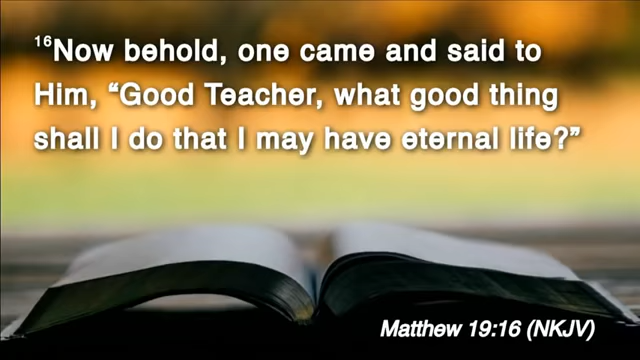 16Now behold, one came and said to
Him, “Good Teacher, what good thing
shall I do that I may have eternal life?”
Matthew 19:16 (NKJV)